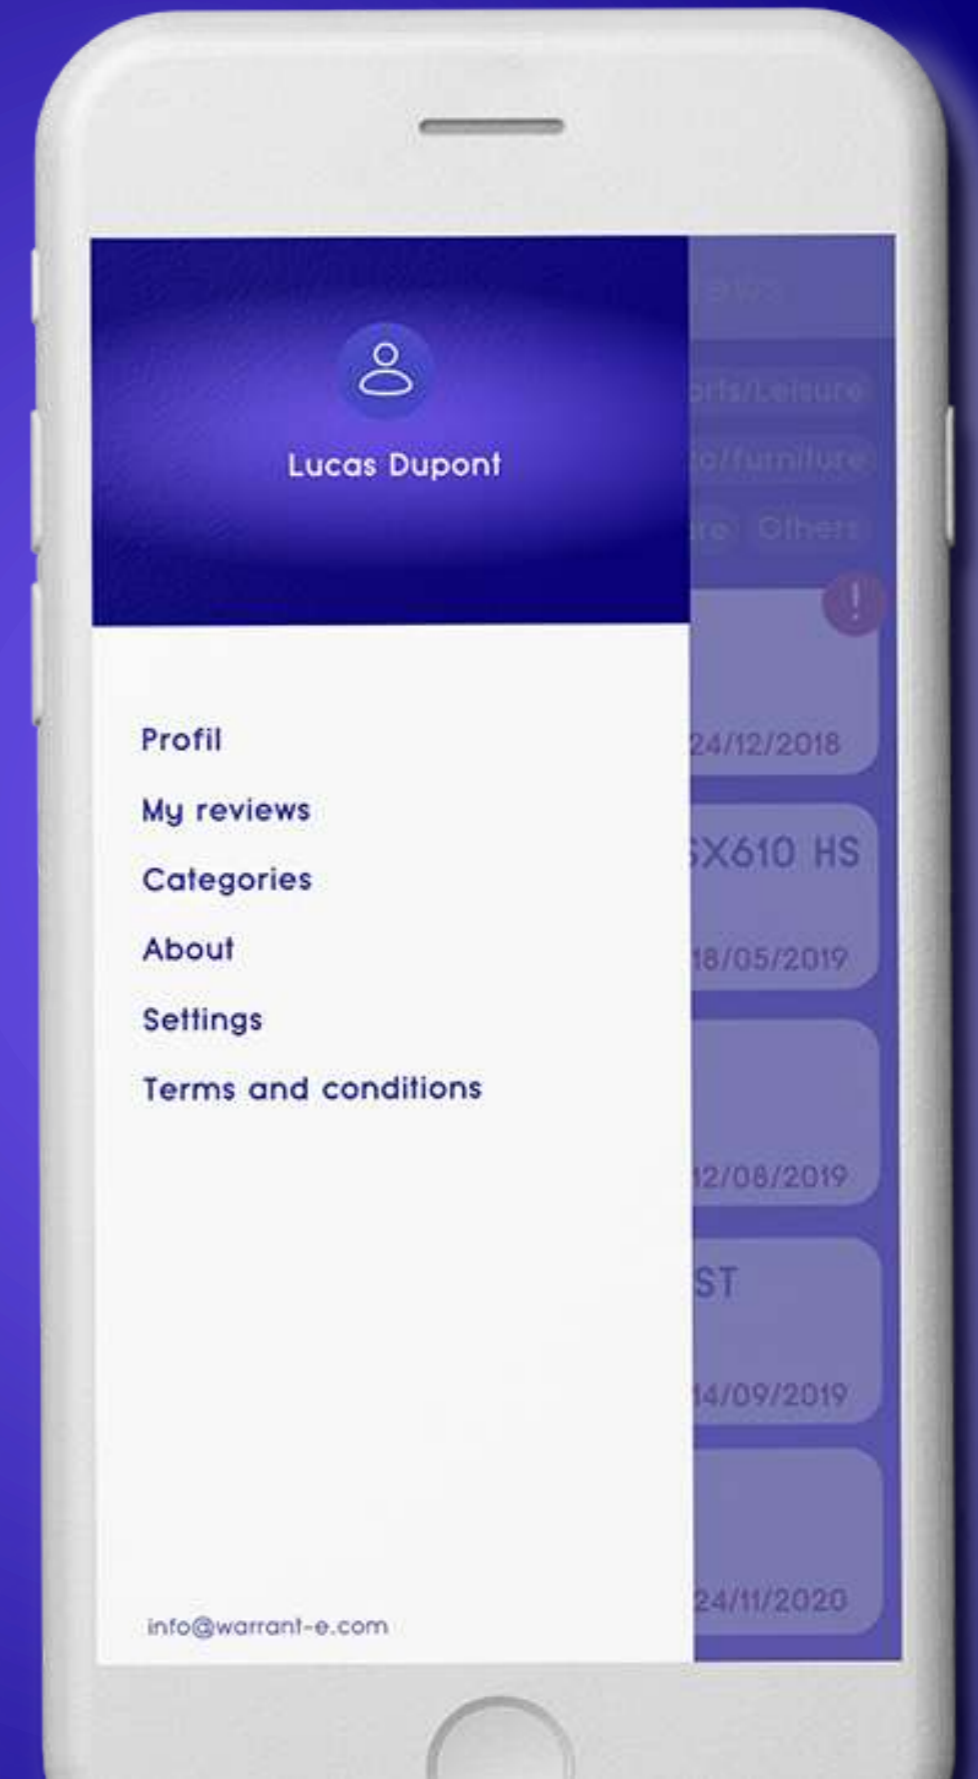 Lucas Dupont
Profil
My reviews
Categories
About
Settings
Terms and conditions
info@warrant-e.com
Others
!
24/12/2018
SX610 HS
18/05/2019
12/08/2019
ST
14/09/2019
24/11/2020